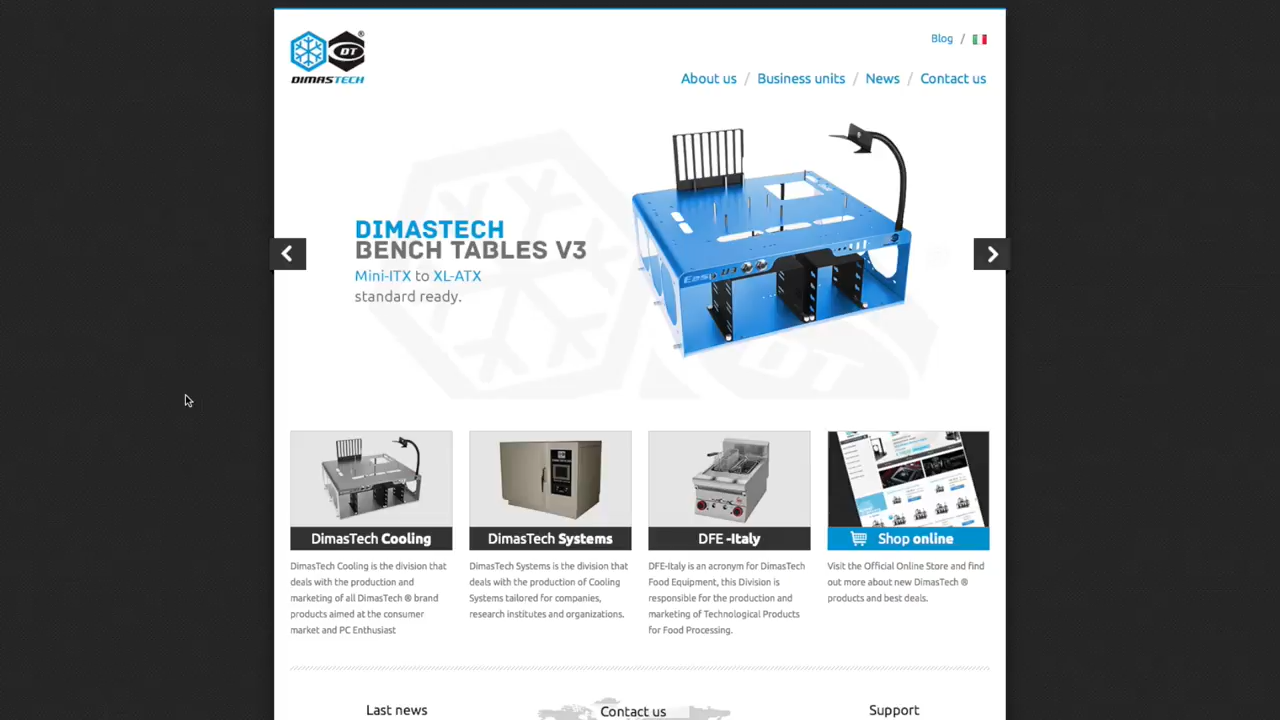 DT
DIMASTECH
Blog / 
About us / Business units / News / Contact us
DIMASTECH
BENCH TABLES V3
Mini-ITX to XL-ATX
standard ready.
DimasTech Cooling
DimasTech Cooling is the division that
deals with the production and
marketing of all DimasTech ® brand
products aimed at the consumer
market and PC Enthusiast
DimasTech Systems
DimasTech Systems is the division that
deals with the production of Cooling
Systems tailored for companies,
research institutes and organizations.
DFE -Italy
DFE-Italy is an acronym for DimasTech
Food Equipment, this Division is
responsible for the production and
marketing of Technological Products
for Food Processing.
Shop online
Visit the Official Online Store and find
out more about new DimasTech ®
products and best deals.
Last news
Contact us
Support